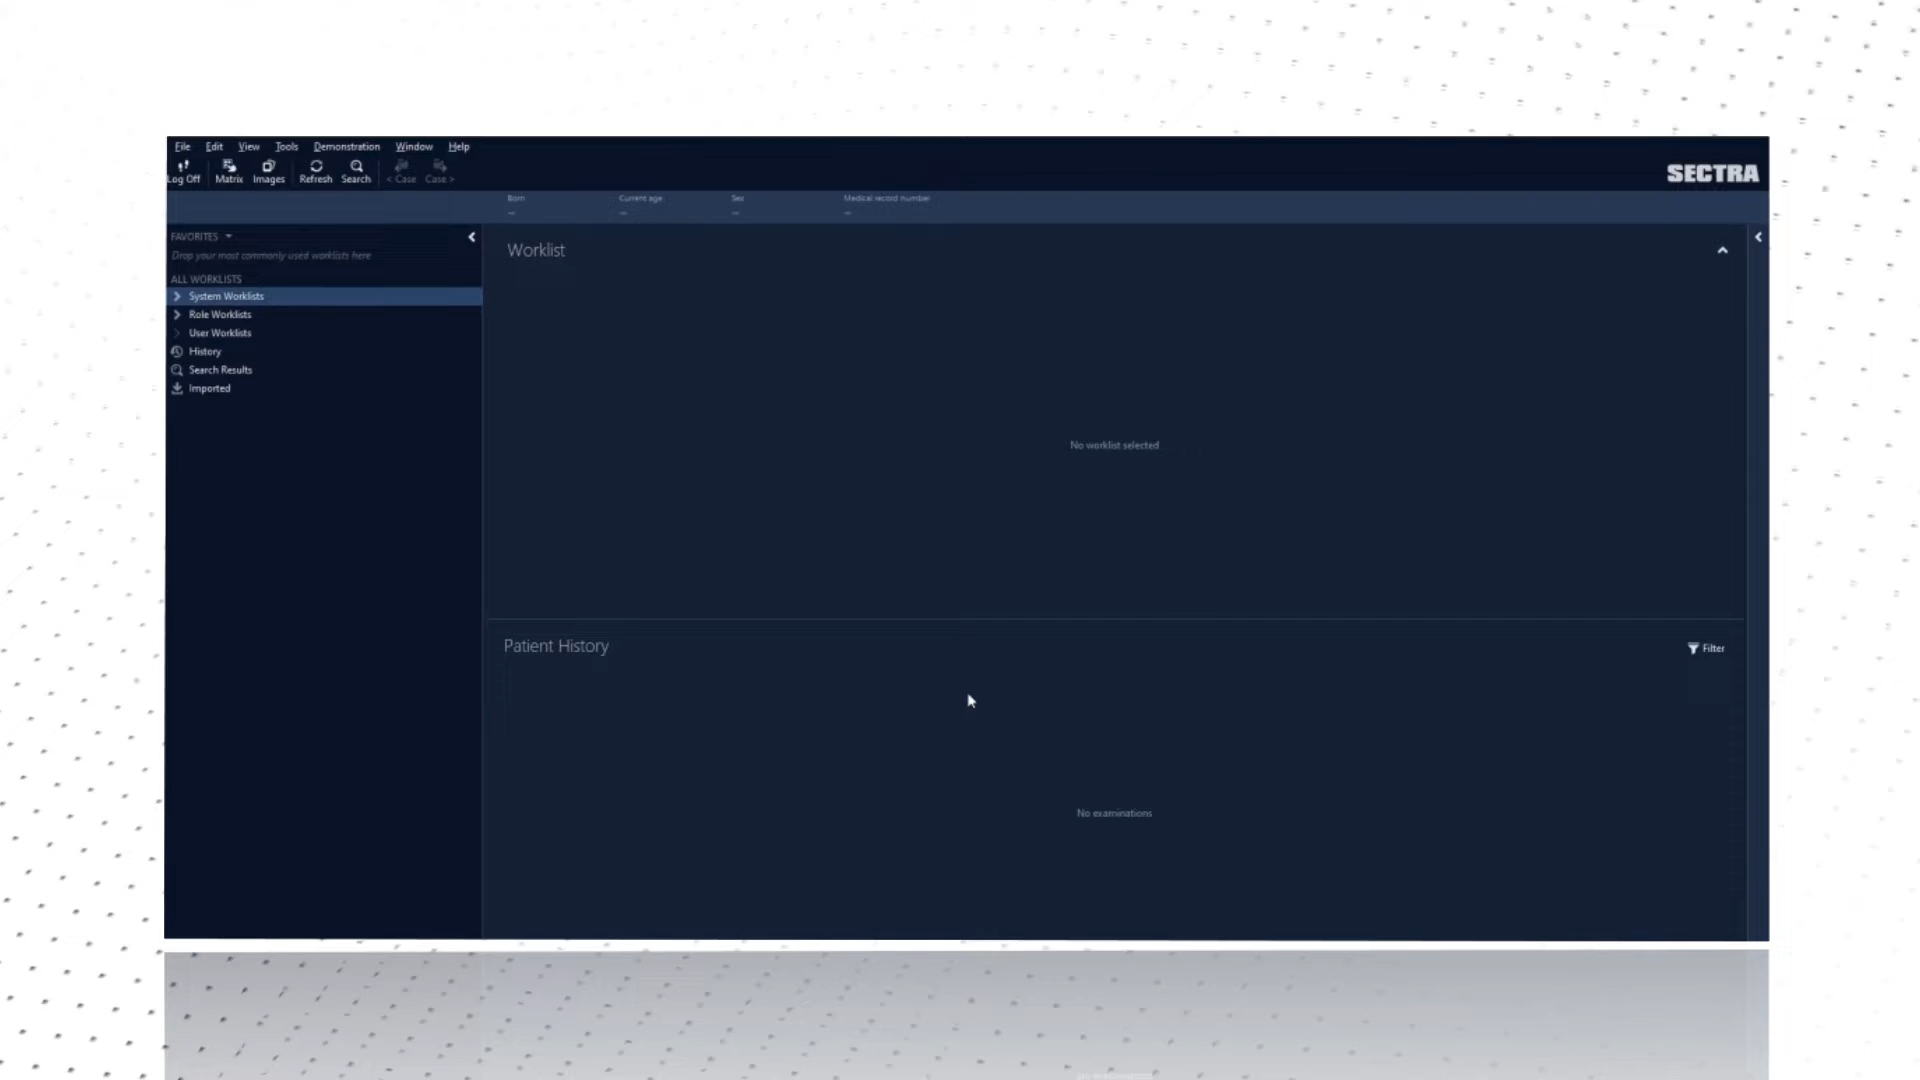 File Edit View Tools Demonstration Window Help
Log Off Matrix Images Refresh Search < Case Case >
SECTRA
Born Current age Sex Medical record number
– – – –
FAVORITES
Drop your most commonly used worklists here
ALL WORKLISTS
System Worklists
Role Worklists
User Worklists
History
Search Results
Imported
Worklist
No worklist selected
Patient History
Filter
No examinations